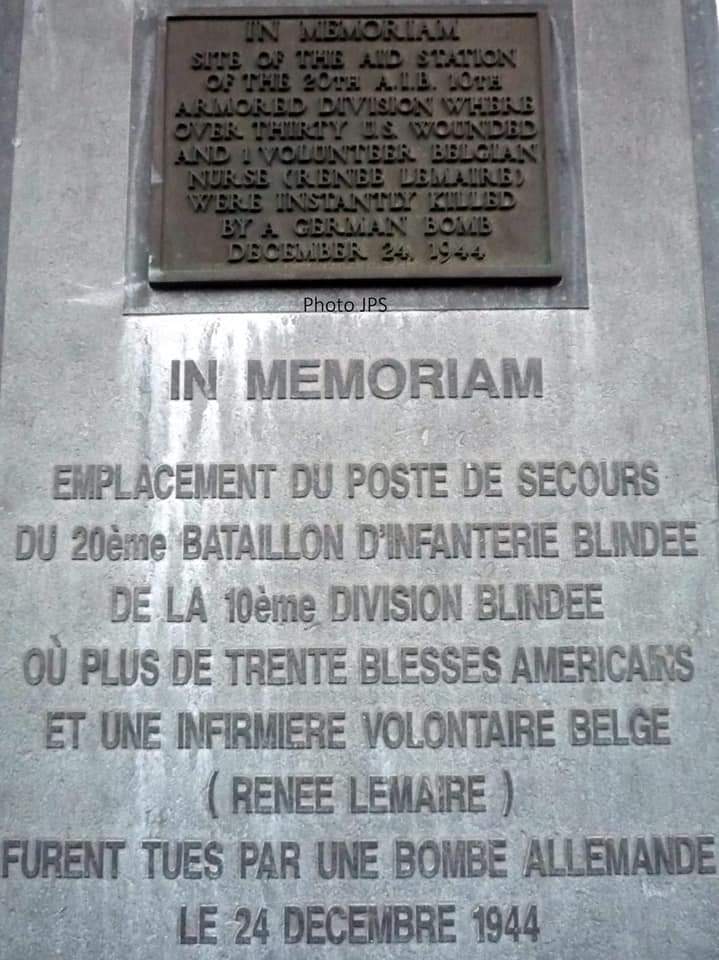 IN MEMORIAM
SITE OF THE AID STATION
OF THE 20TH A.I.B. 10TH
ARMORED DIVISION WHERE
OVER THIRTY U.S. WOUNDED
AND 1 VOLUNTEER BELGIAN
NURSE (RENEE LEMAIRE)
WERE INSTANTLY KILLED
BY A GERMAN BOMB
DECEMBER 24, 1944
Photo JPS
IN MEMORIAM
EMPLACEMENT DU POSTE DE SECOURS
DU 20ème BATAILLON D'INFANTERIE BLINDEE
DE LA 10ème DIVISION BLINDEE
OÙ PLUS DE TRENTE BLESSES AMERICAINS
ET UNE INFIRMIERE VOLONTAIRE BELGE
( RENEE LEMAIRE )
FURENT TUES PAR UNE BOMBE ALLEMANDE
LE 24 DECEMBRE 1944